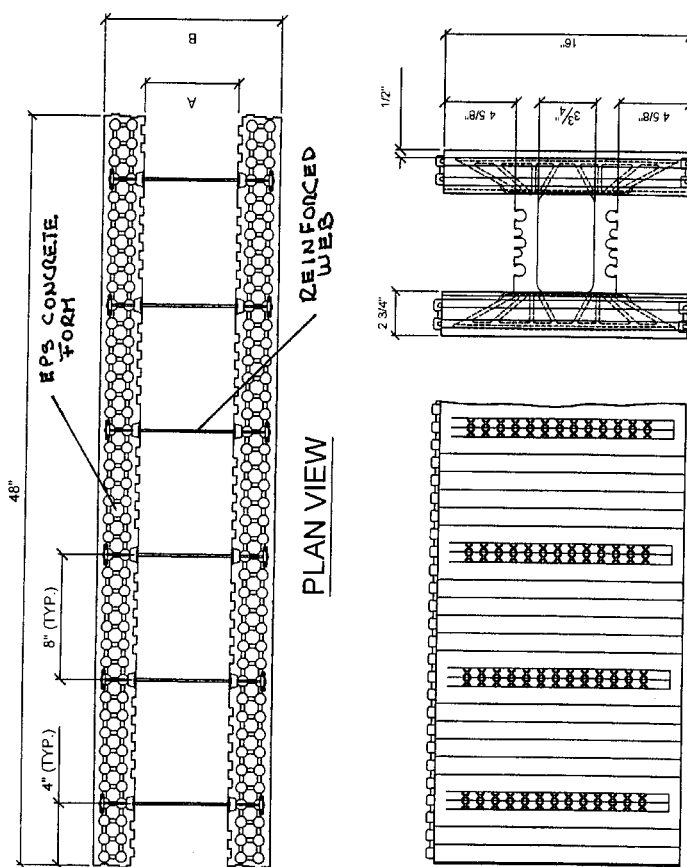 48"
4" (TYP.)
8" (TYP.)
EPS CONCRETE
FORM
REINFORCED
WEB
A
B
PLAN VIEW
2 3/4"
1/2"
4 5/8"
3 3/4"
4 5/8"
16"